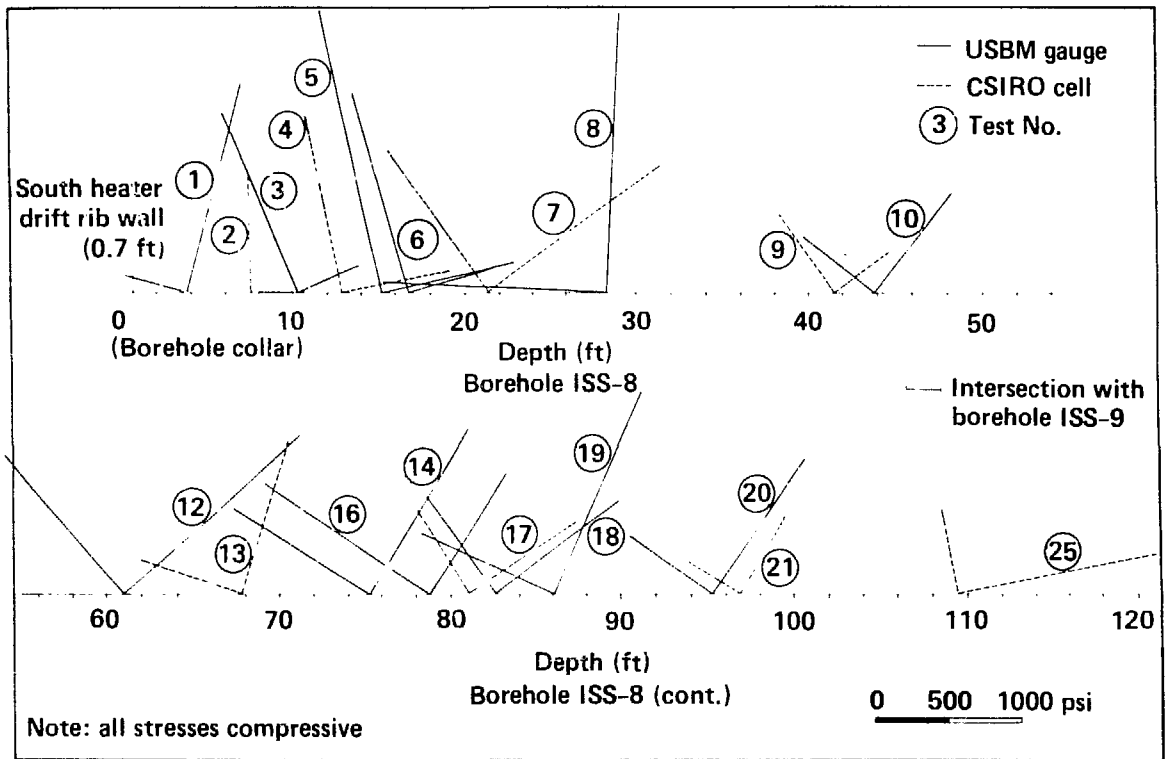 USBM gauge
CSIRO cell
3 Test No.
5
4
8
1
3
7
2
6
9
10
South heater
drift rib wall
(0.7 ft)
0 10 20 30 40 50
(Borehole collar)
Depth (ft)
Borehole ISS-8
Intersection with
borehole ISS-9
14
19
12
16
20
13
17
18
21
25
60 70 80 90 100 110 120
Depth (ft)
Borehole ISS-8 (cont.)
0 500 1000 psi
Note: all stresses compressive